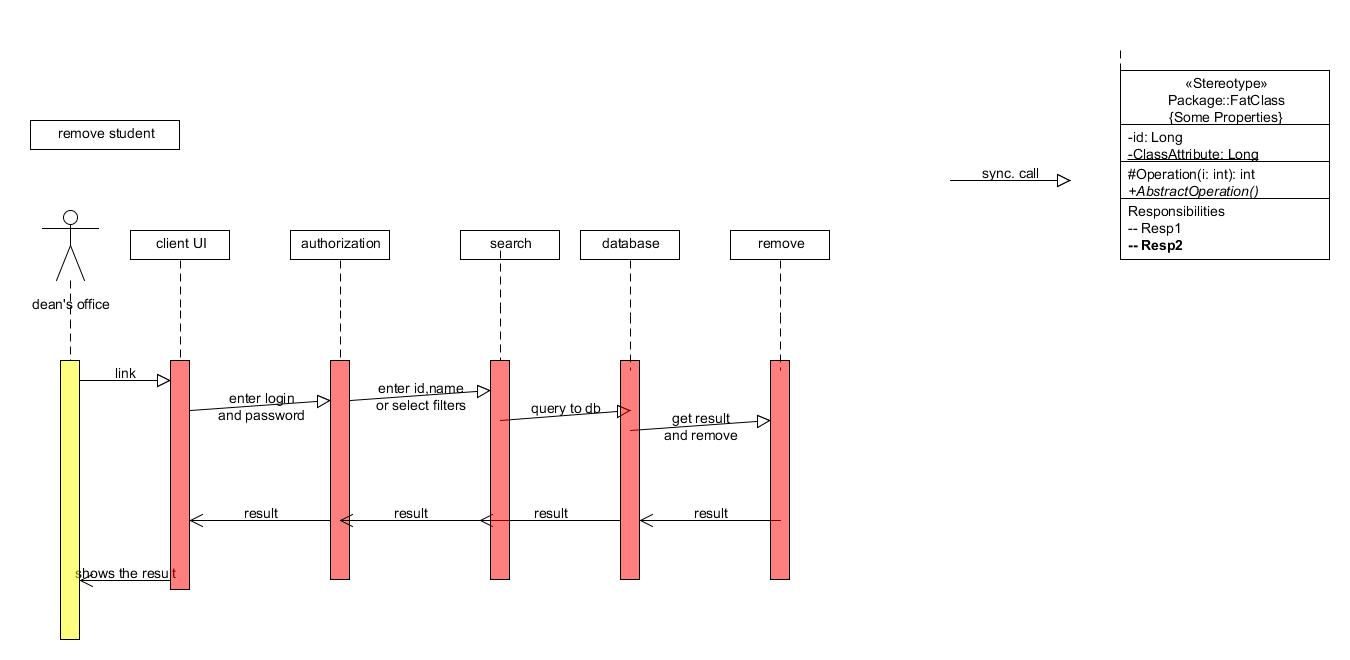 «Stereotype»
Package::FatClass
{Some Properties}
-id: Long
-ClassAttribute: Long
#Operation(i: int): int
+AbstractOperation()
Responsibilities
-- Resp1
-- Resp2
sync. call
remove student
client UI
authorization
search
database
remove
dean's office
link
enter login
and password
enter id,name
or select filters
query to db
get result
and remove
result
result
result
result
shows the result